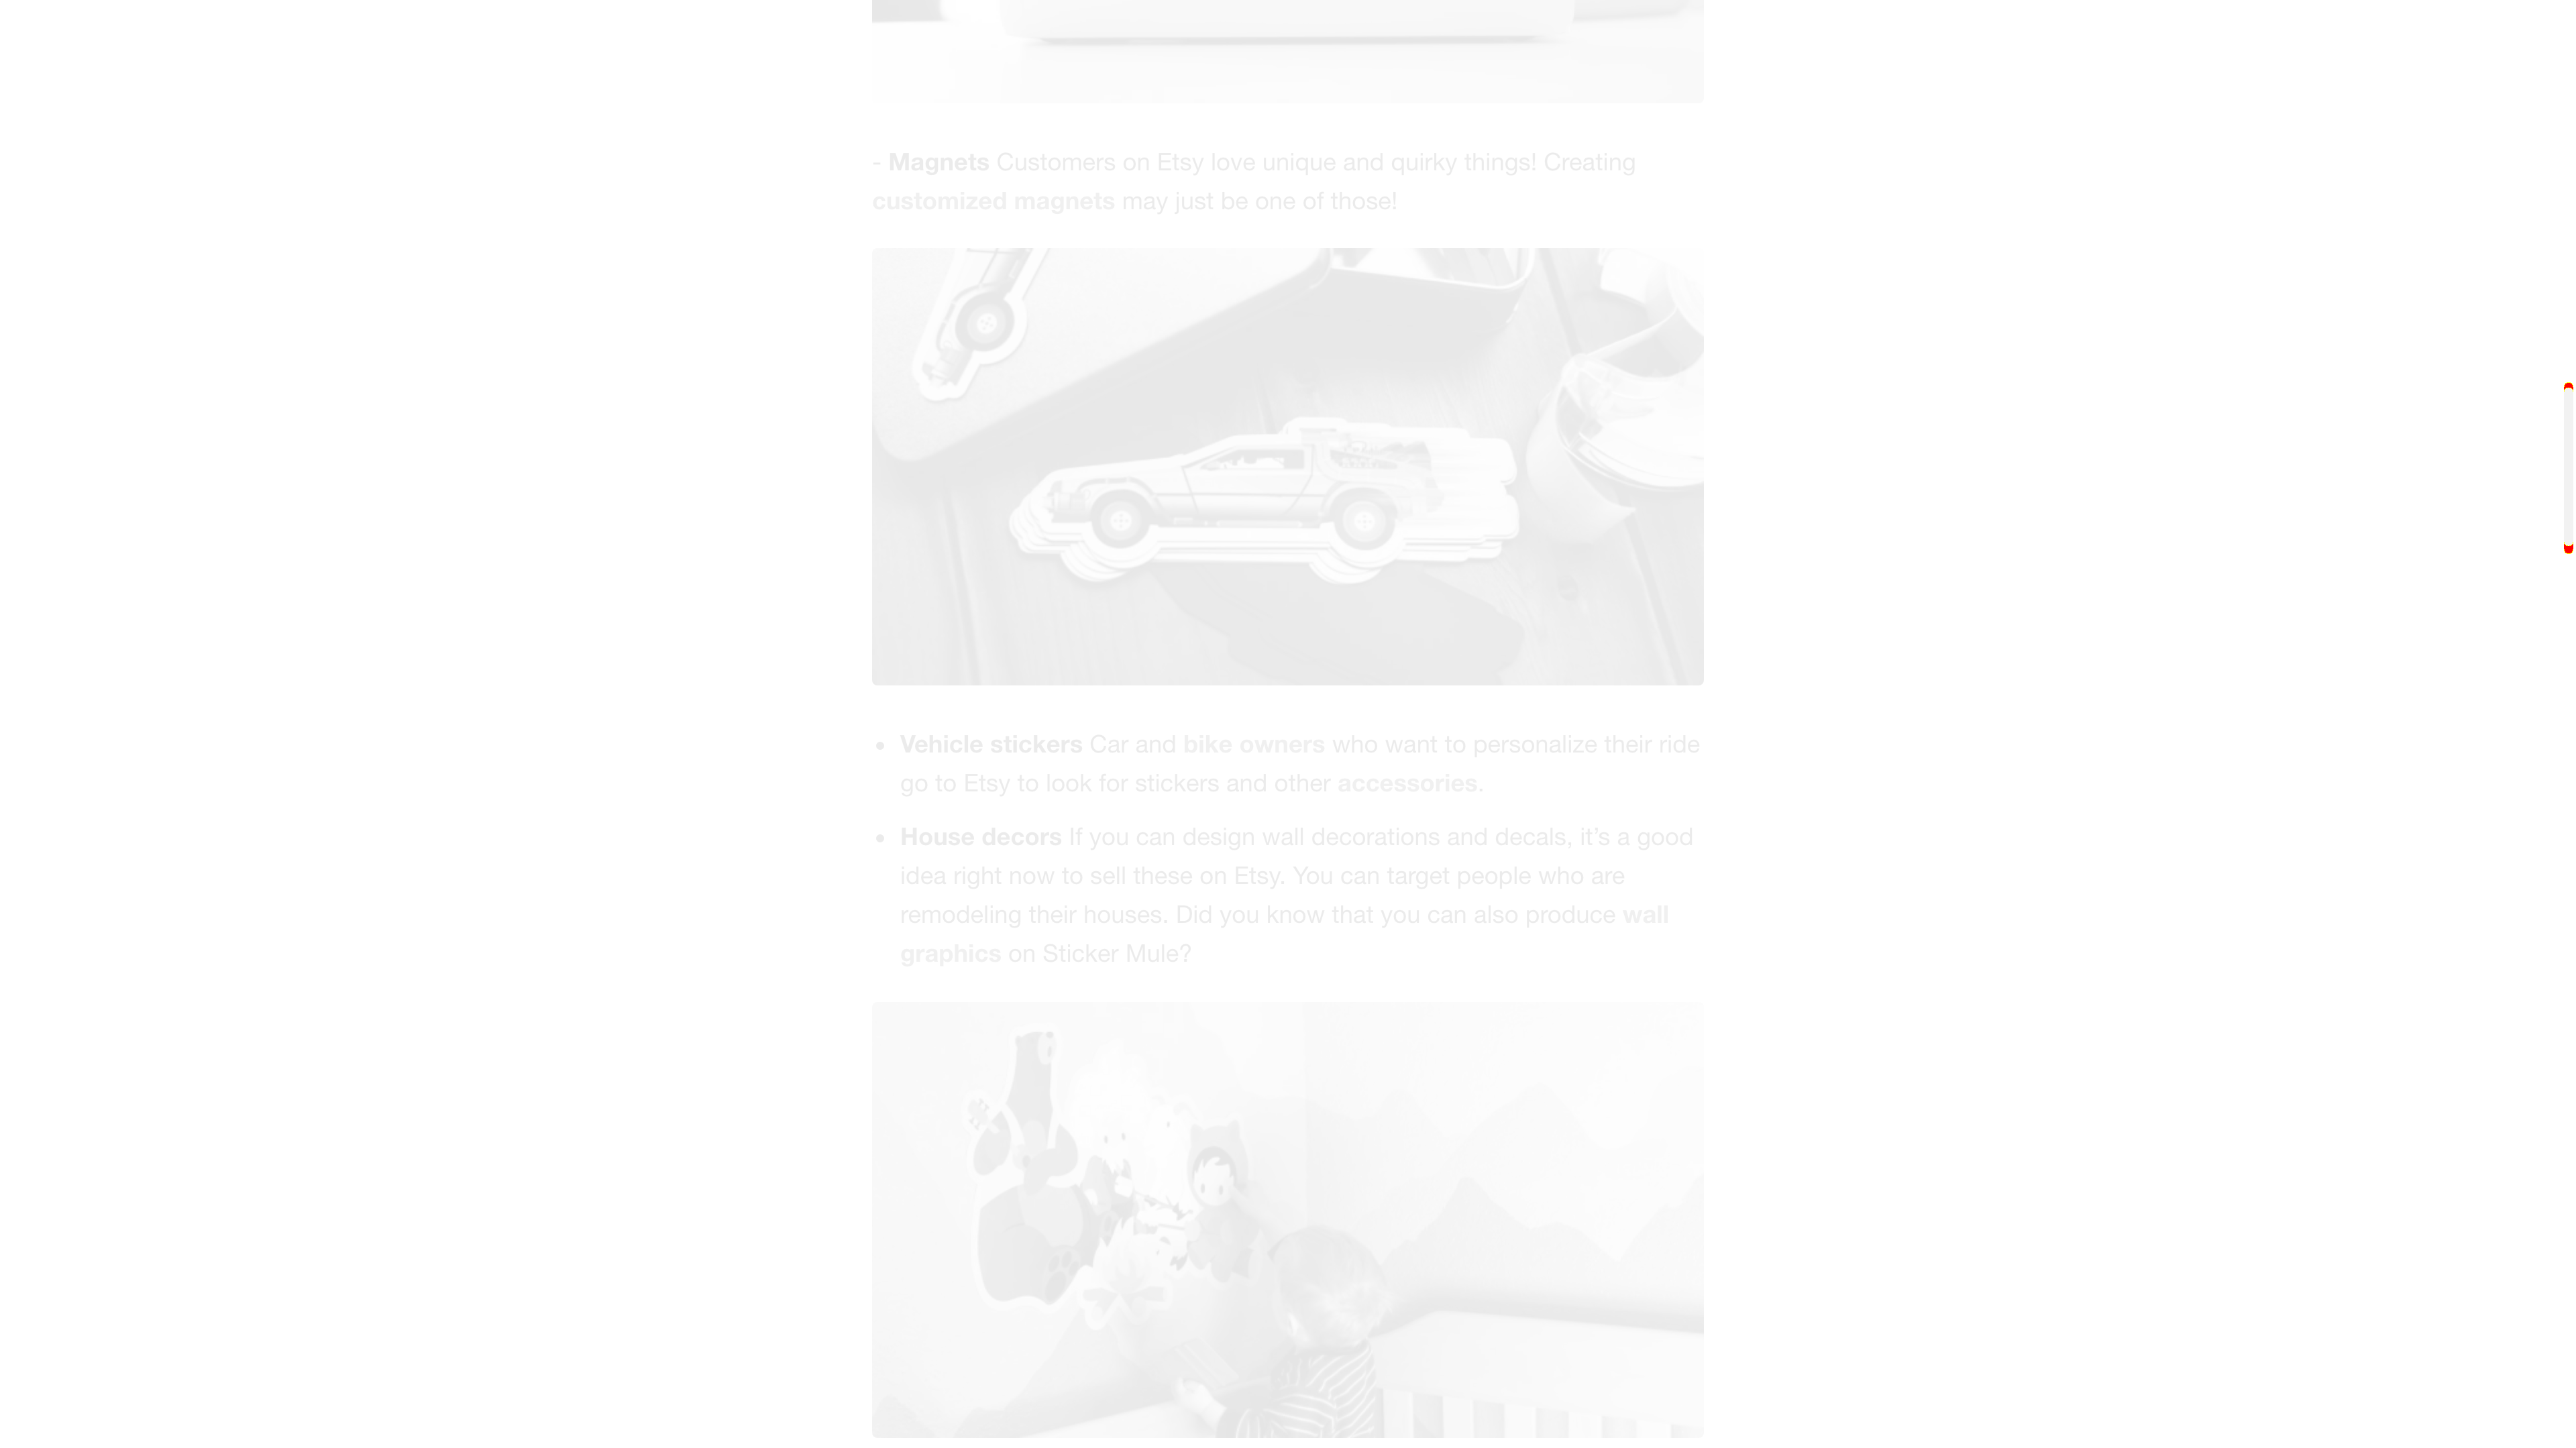 - Magnets Customers on Etsy love unique and quirky things! Creating
customized magnets may just be one of those!
• Vehicle stickers Car and bike owners who want to personalize their ride
go to Etsy to look for stickers and other accessories.
• House decors If you can design wall decorations and decals, it’s a good
idea right now to sell these on Etsy. You can target people who are
remodeling their houses. Did you know that you can also produce wall
graphics on Sticker Mule?